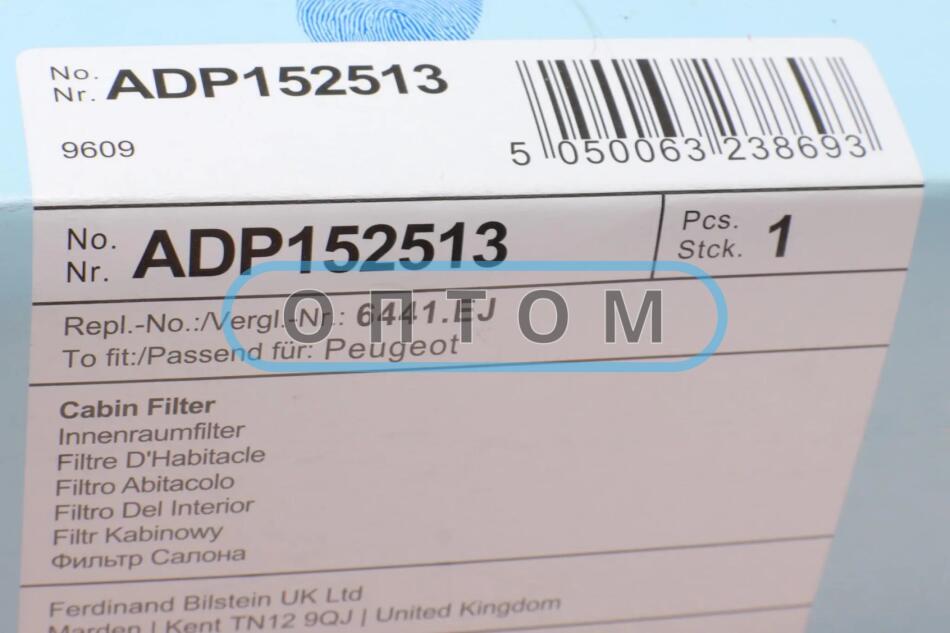 No. ADP152513
Nr.
9609
5 050063 238693
No. ADP152513
Nr.
Pcs. 1
Stck.
Repl.-No.:/Vergl.-Nr.: 6441.EJ
To fit:/Passend für: Peugeot
ОПТОМ
Cabin Filter
Innenraumfilter
Filtre D'Habitacle
Filtro Abitacolo
Filtro Del Interior
Filtr Kabinowy
Фильтр Салона
Ferdinand Bilstein UK Ltd
Marden | Kent TN12 9QJ | United Kingdom